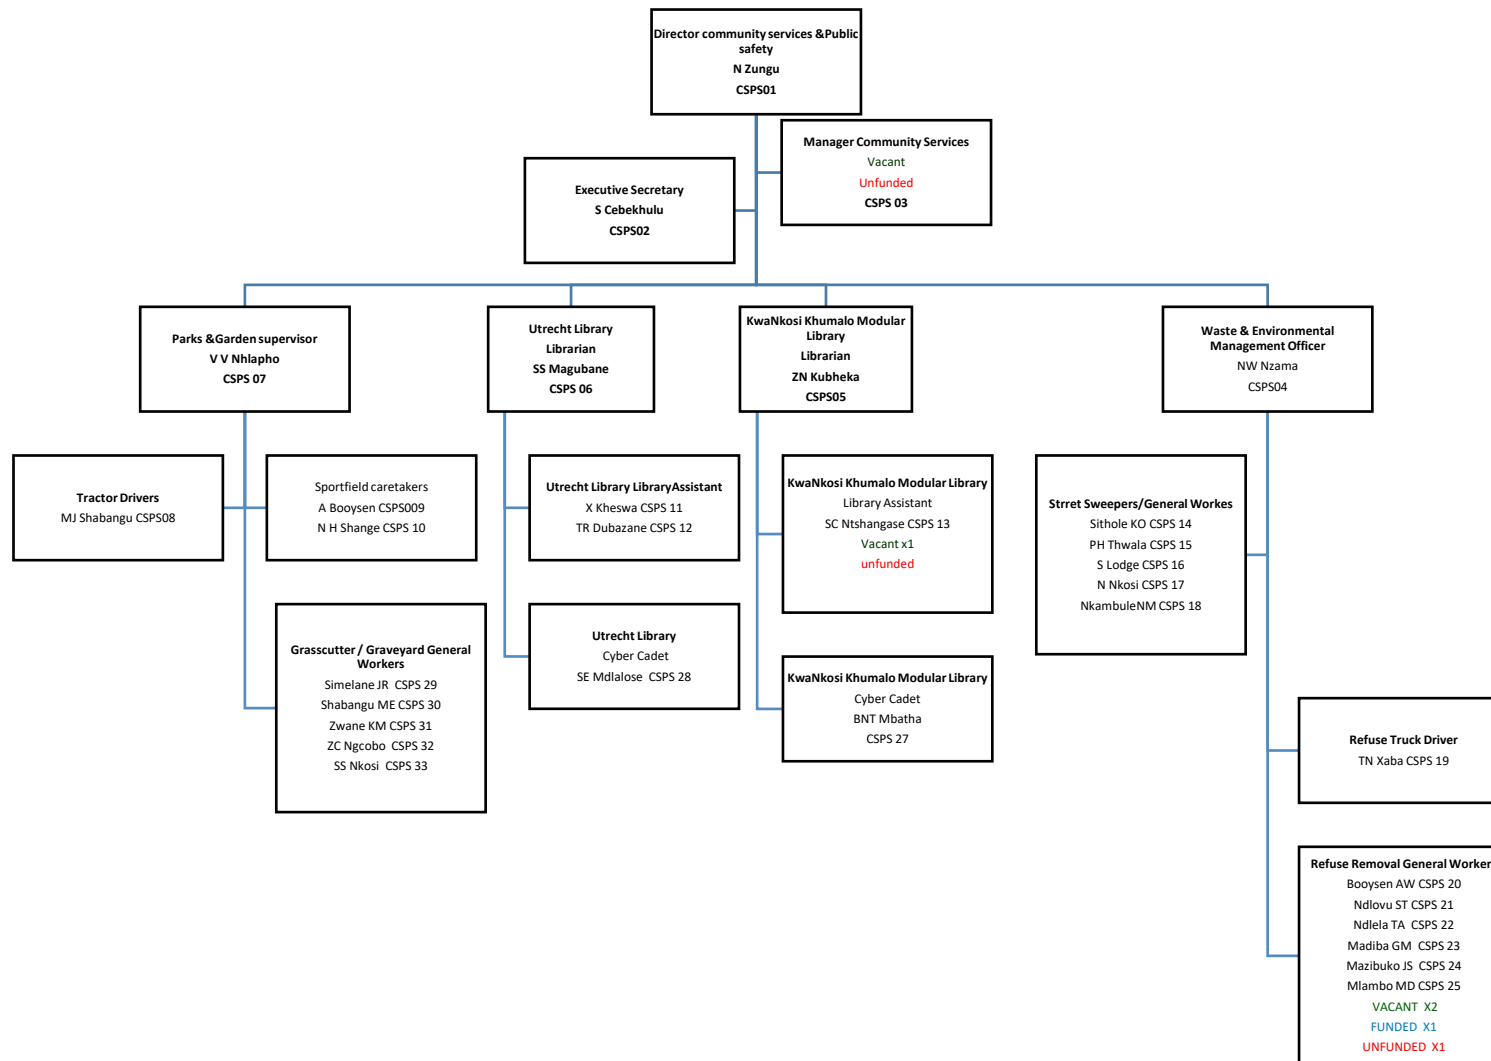 Director community services &Public
safety
N Zungu
CSPS01
Manager Community Services
Vacant
Unfunded
CSPS 03
Executive Secretary
S Cebekhulu
CSPS02
Parks &Garden supervisor
V V Nhlapho
CSPS 07
Utrecht Library
Librarian
SS Magubane
CSPS 06
KwaNkosi Khumalo Modular
Library
Librarian
ZN Kubheka
CSPS05
Waste & Environmental
Management Officer
NW Nzama
CSPS04
Tractor Drivers
MJ Shabangu CSPS08
Sportfield caretakers
A Booysen CSPS009
N H Shange CSPS 10
Utrecht Library LibraryAssistant
X Kheswa CSPS 11
TR Dubazane CSPS 12
KwaNkosi Khumalo Modular Library
Library Assistant
SC Ntshangase CSPS 13
Vacant x1
unfunded
Strret Sweepers/General Workes
Sithole KO CSPS 14
PH Thwala CSPS 15
S Lodge CSPS 16
N Nkosi CSPS 17
NkambuleNM CSPS 18
Grasscutter / Graveyard General
Workers
Simelane JR CSPS 29
Shabangu ME CSPS 30
Zwane KM CSPS 31
ZC Ngcobo CSPS 32
SS Nkosi CSPS 33
Utrecht Library
Cyber Cadet
SE Mdlalose CSPS 28
KwaNkosi Khumalo Modular Library
Cyber Cadet
BNT Mbatha
CSPS 27
Refuse Truck Driver
TN Xaba CSPS 19
Refuse Removal General Worker
Booysen AW CSPS 20
Ndlovu ST CSPS 21
Ndlela TA CSPS 22
Madiba GM CSPS 23
Mazibuko JS CSPS 24
Mlambo MD CSPS 25
VACANT X2
FUNDED X1
UNFUNDED X1